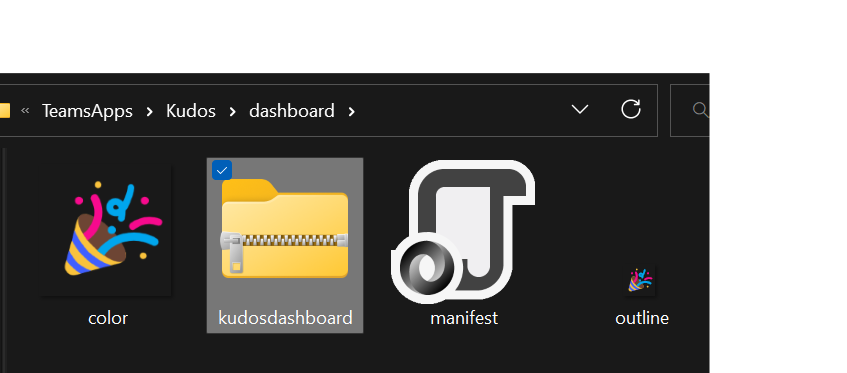 « TeamsApps > Kudos > dashboard >
color
kudosdashboard
manifest
outline